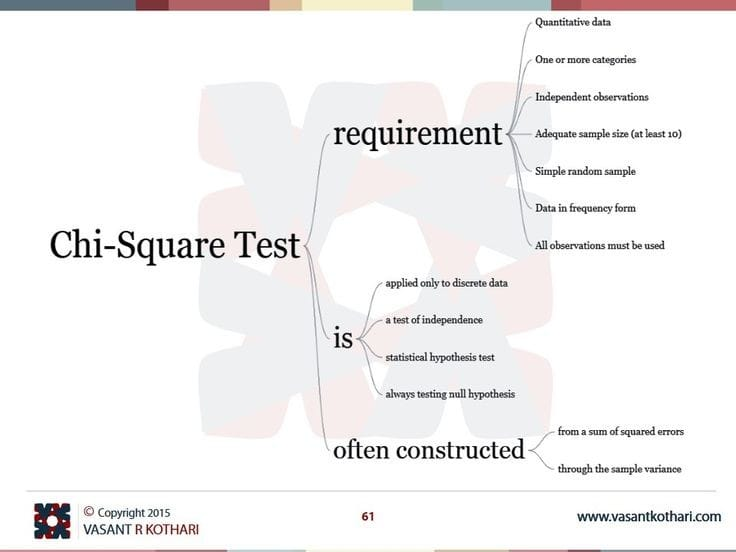 Chi-Square Test
requirement
Quantitative data
One or more categories
Independent observations
Adequate sample size (at least 10)
Simple random sample
Data in frequency form
All observations must be used
is
applied only to discrete data
a test of independence
statistical hypothesis test
always testing null hypothesis
often constructed
from a sum of squared errors
through the sample variance
© Copyright 2015
VASANT R KOTHARI
61
www.vasantkothari.com